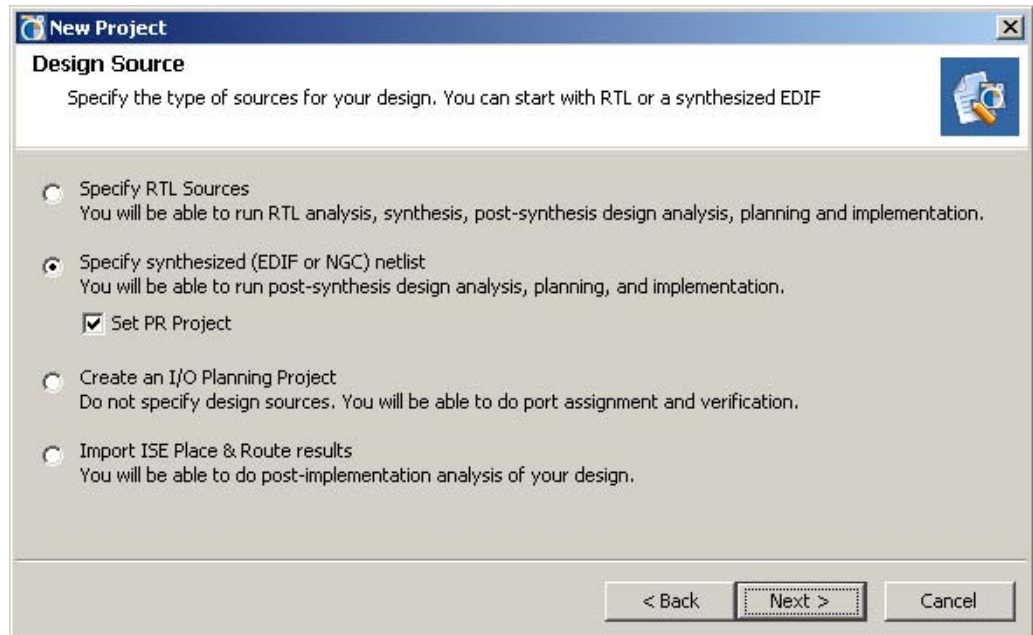 New Project
Design Source
Specify the type of sources for your design. You can start with RTL or a synthesized EDIF
Specify RTL Sources
You will be able to run RTL analysis, synthesis, post-synthesis design analysis, planning and implementation.
Specify synthesized (EDIF or NGC) netlist
You will be able to run post-synthesis design analysis, planning, and implementation.
Set PR Project
Create an I/O Planning Project
Do not specify design sources. You will be able to do port assignment and verification.
Import ISE Place & Route results
You will be able to do post-implementation analysis of your design.
< Back Next > Cancel